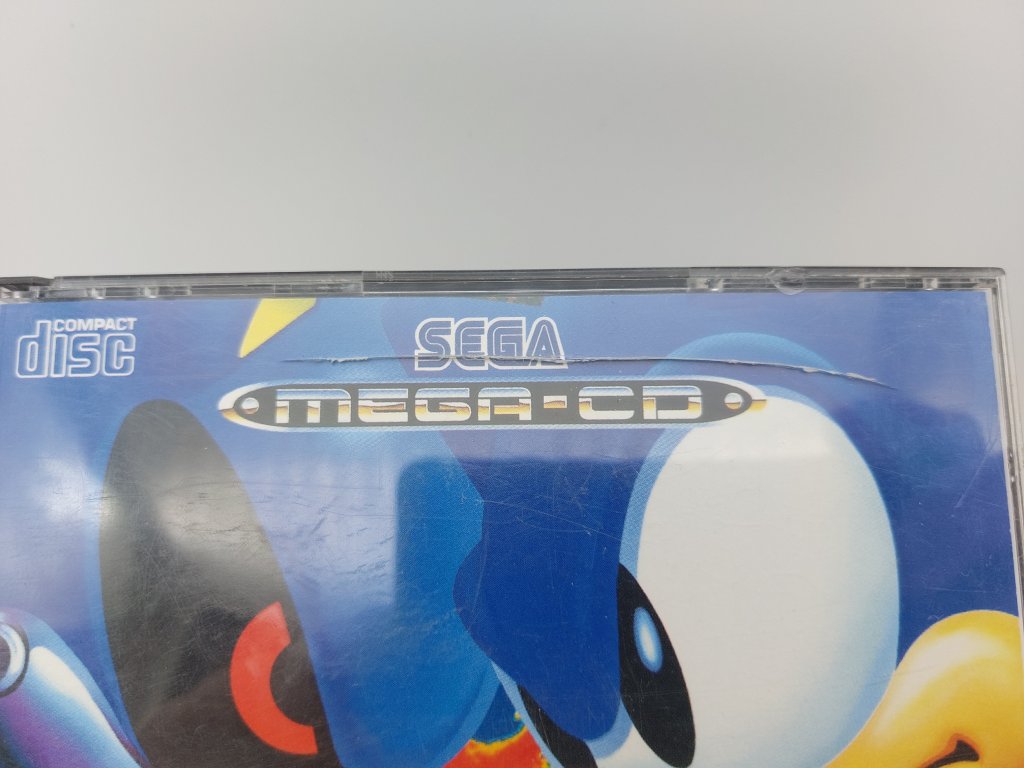 COMPACT
disc
SEGA
MEGA-CD